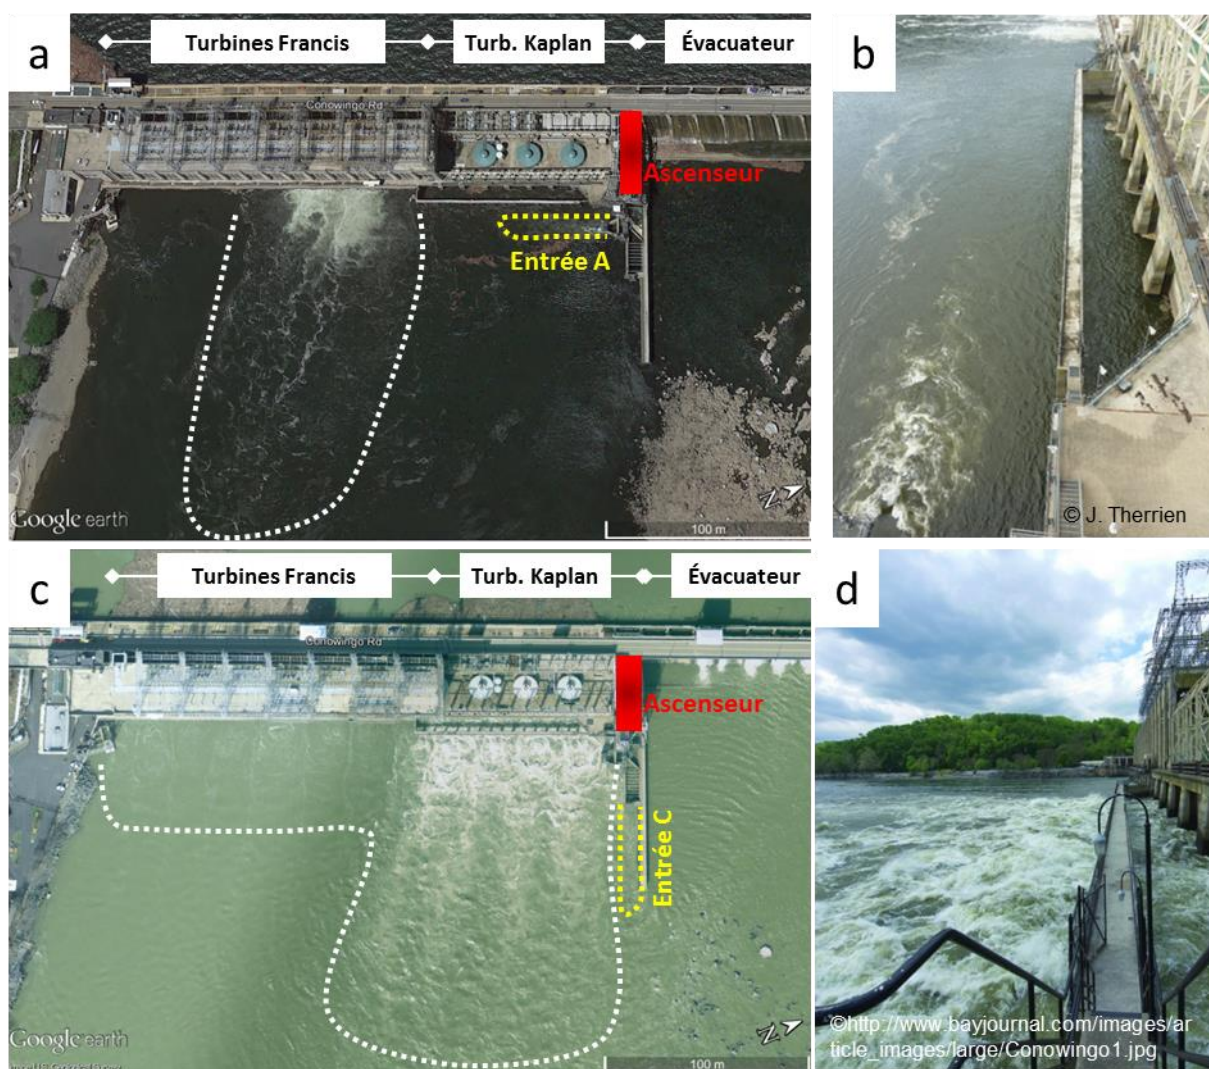 a
Turbines Francis
Turb. Kaplan
Évacuateur
Conowingo Rd
Ascenseur
Entrée A
N
Google earth
100 m
b
© J. Therrien
c
Turbines Francis
Turb. Kaplan
Évacuateur
Conowingo Rd
Ascenseur
Entrée C
N
Google earth
100 m
d
©http://www.bayjournal.com/images/ar
ticle_images/large/Conowingo1.jpg